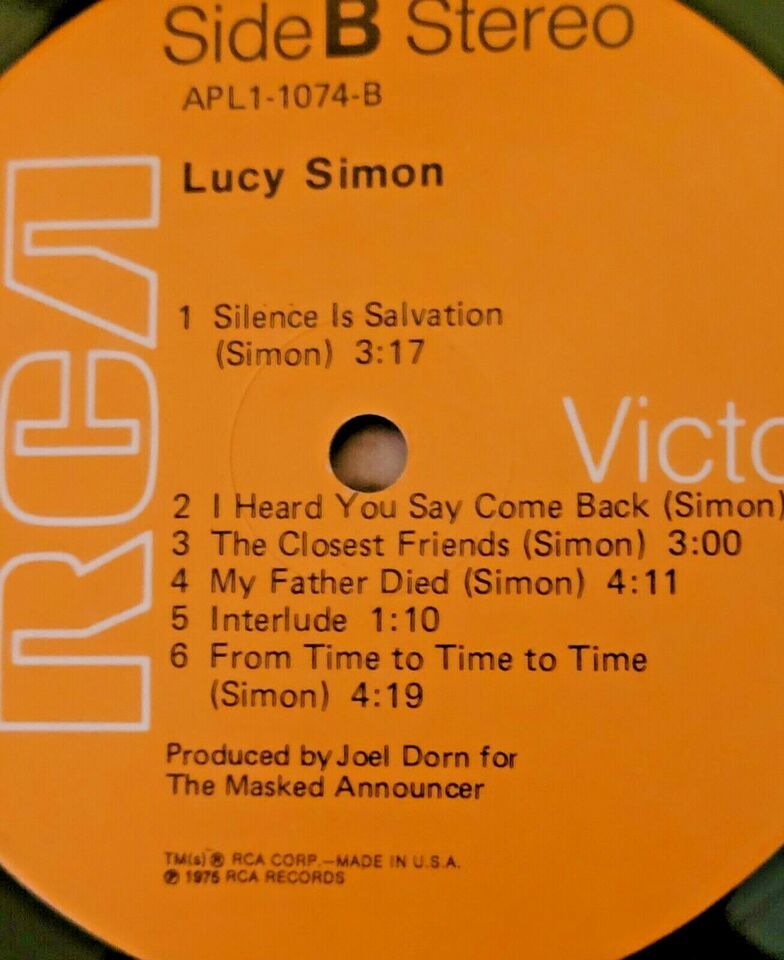 Side B Stereo
APL1-1074-B
Lucy Simon
1 Silence Is Salvation
(Simon) 3:17
RCA
Victo
2 I Heard You Say Come Back (Simon)
3 The Closest Friends (Simon) 3:00
4 My Father Died (Simon) 4:11
5 Interlude 1:10
6 From Time to Time to Time
(Simon) 4:19
Produced by Joel Dorn for
The Masked Announcer
TM(s) ® RCA CORP.—MADE IN U.S.A.
℗ 1975 RCA RECORDS